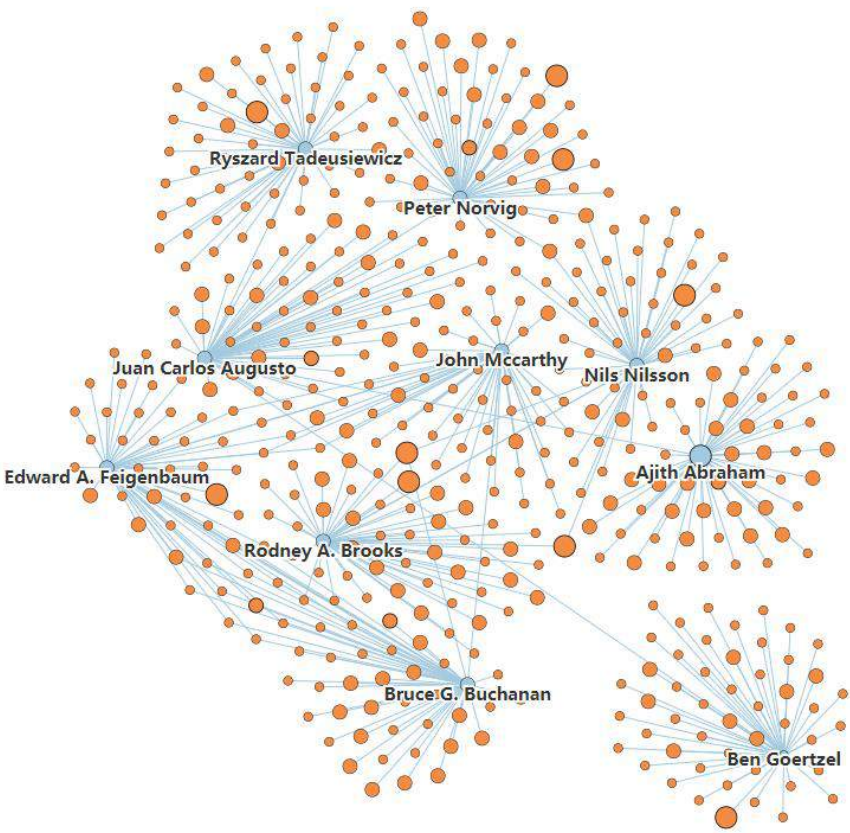 Ryszard Tadeusiewicz
Peter Norvig
Juan Carlos Augusto
John Mccarthy
Nils Nilsson
Edward A. Feigenbaum
Ajith Abraham
Rodney A. Brooks
Bruce G. Buchanan
Ben Goertzel